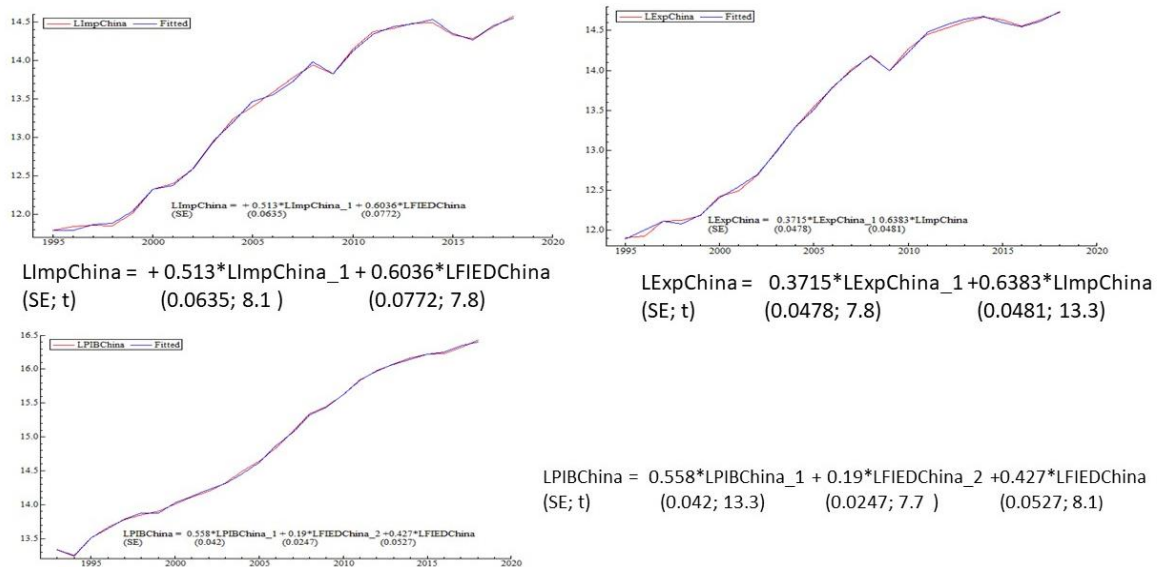 LImpChina Fitted
14.5
14.0
13.5
13.0
12.5
12.0
LImpChina = + 0.513*LImpChina_1 + 0.6036*LFIEDChina
(SE) (0.0635) (0.0772)
1995 2000 2005 2010 2015 2020
LExpChina Fitted
14.5
14.0
13.5
13.0
12.5
12.0
LExpChina = 0.3715*LExpChina_1 0.6383*LImpChina
(SE) (0.0478) (0.0481)
1995 2000 2005 2010 2015 2020
LImpChina = + 0.513*LImpChina_1 + 0.6036*LFIEDChina
(SE; t) (0.0635; 8.1 ) (0.0772; 7.8)
LExpChina = 0.3715*LExpChina_1 +0.6383*LImpChina
(SE; t) (0.0478; 7.8) (0.0481; 13.3)
16.5
LPIBChina Fitted
16.0
15.5
15.0
14.5
14.0
13.5
LPIBChina = 0.558*LPIBChina_1 + 0.19*LFIEDChina_2 +0.427*LFIEDChina
(SE) (0.042) (0.0247) (0.0527)
1995 2000 2005 2010 2015 2020
LPIBChina = 0.558*LPIBChina_1 + 0.19*LFIEDChina_2 +0.427*LFIEDChina
(SE; t) (0.042, 13.3) (0.0247; 7.7 ) (0.0527; 8.1)